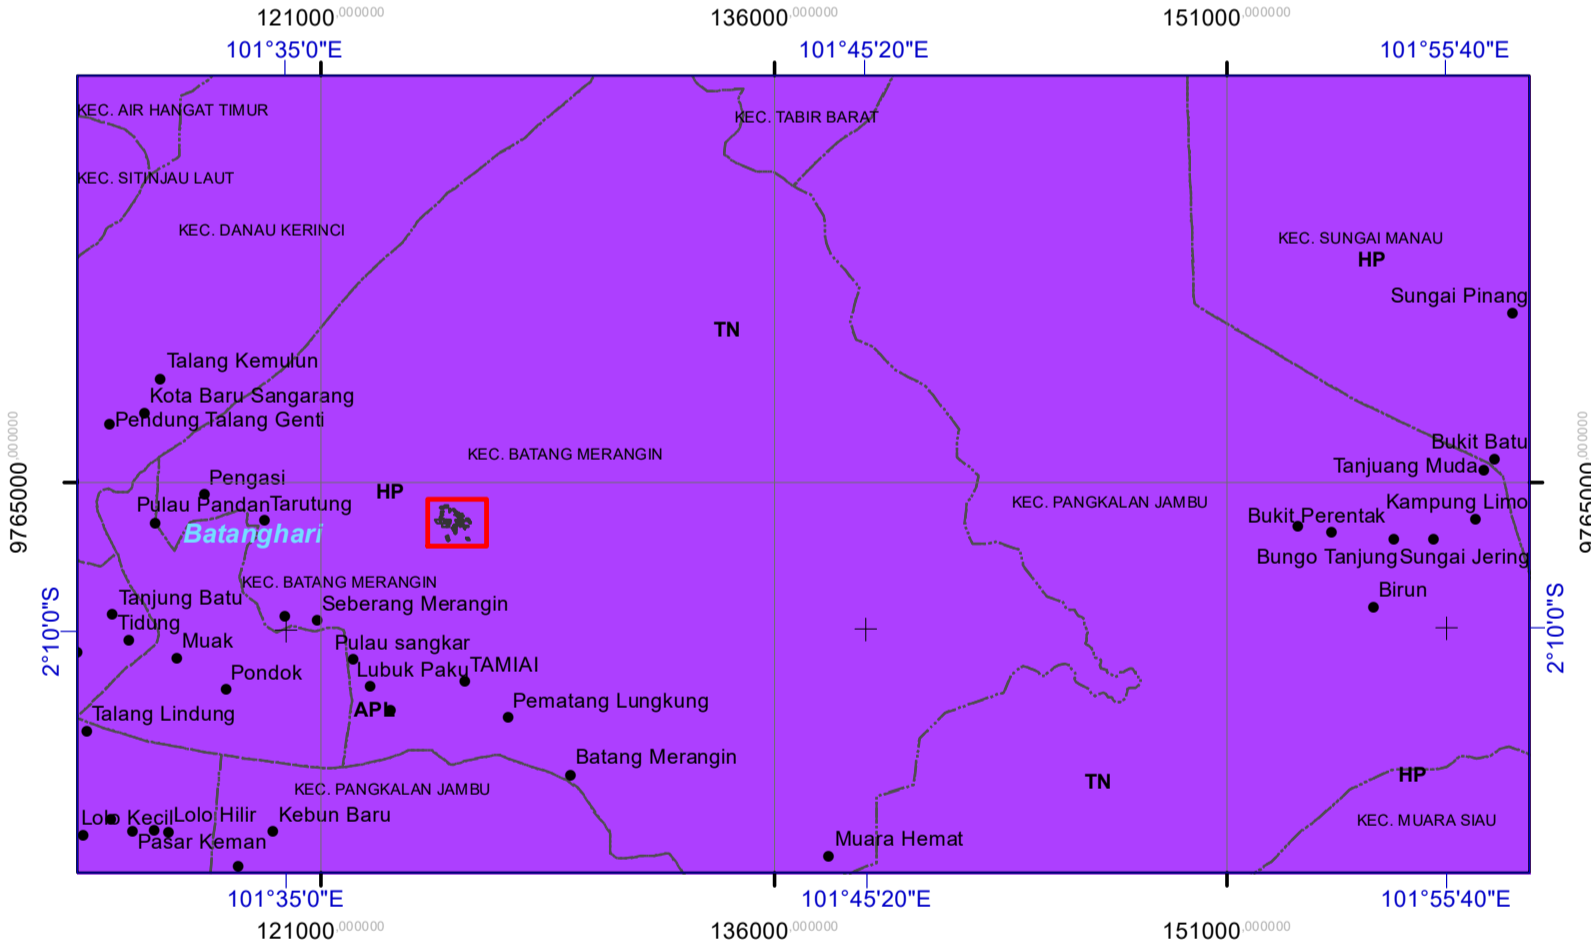 121000,000000 136000,000000 151000,000000
101°35'0"E 101°45'20"E 101°55'40"E
KEC. AIR HANGAT TIMUR
KEC. TABIR BARAT
KEC. SITINJAU LAUT
KEC. DANAU KERINCI
KEC. SUNGAI MANAU
HP
Sungai Pinang
TN
Talang Kemulun
Kota Baru Sangarang
Pendung Talang Genti
Bukit Batu
KEC. BATANG MERANGIN
Tanjuang Muda
Pengasi
HP
9765000,000000
9765000,000000
KEC. PANGKALAN JAMBU
Kampung Limo
Pulau Pandan
Tarutung
Bukit Perentak
Batanghari
Bungo Tanjung
Sungai Jering
KEC. BATANG MERANGIN
Birun
Tanjung Batu
Seberang Merangin
Tidung
2°10'0"S
2°10'0"S
Muak
Pulau sangkar
Lubuk Paku
TAMIAI
Pondok
Pematang Lungkung
APL
Talang Lindung
Batang Merangin
HP
TN
KEC. PANGKALAN JAMBU
Lolo Kecil
Lolo Hilir
Kebun Baru
KEC. MUARA SIAU
Pasar Keman
Muara Hemat
101°35'0"E 101°45'20"E 101°55'40"E
121000,000000 136000,000000 151000,000000